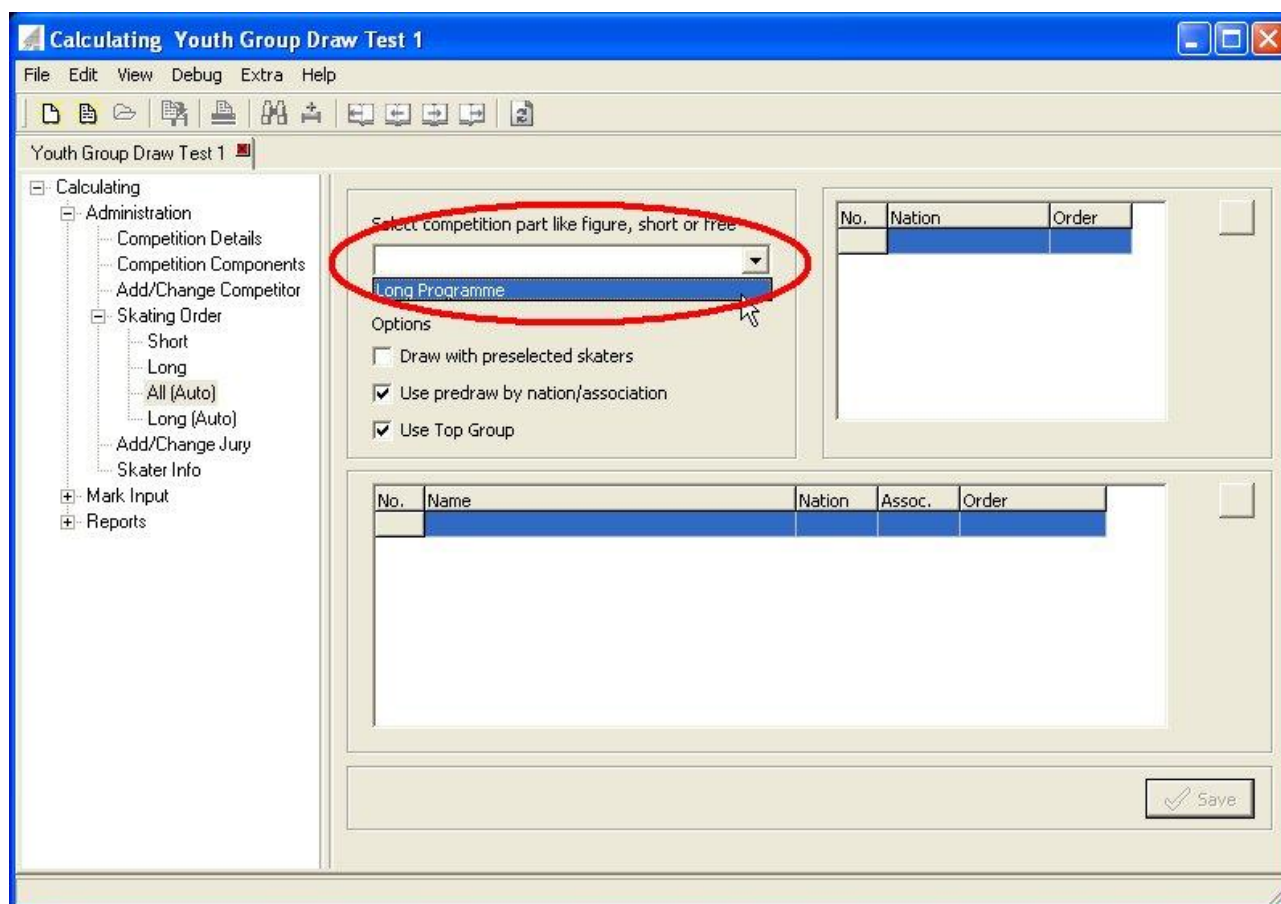 Calculating Youth Group Draw Test 1
File Edit View Debug Extra Help
Youth Group Draw Test 1
Calculating
Administration
Competition Details
Competition Components
Add/Change Competitor
Skating Order
Short
Long
All (Auto)
Long (Auto)
Add/Change Jury
Skater Info
Mark Input
Reports
Select competition part like figure, short or free
Long Programme
Options
Draw with preselected skaters
Use predraw by nation/association
Use Top Group
No. Nation Order
No. Name Nation Assoc. Order
Save